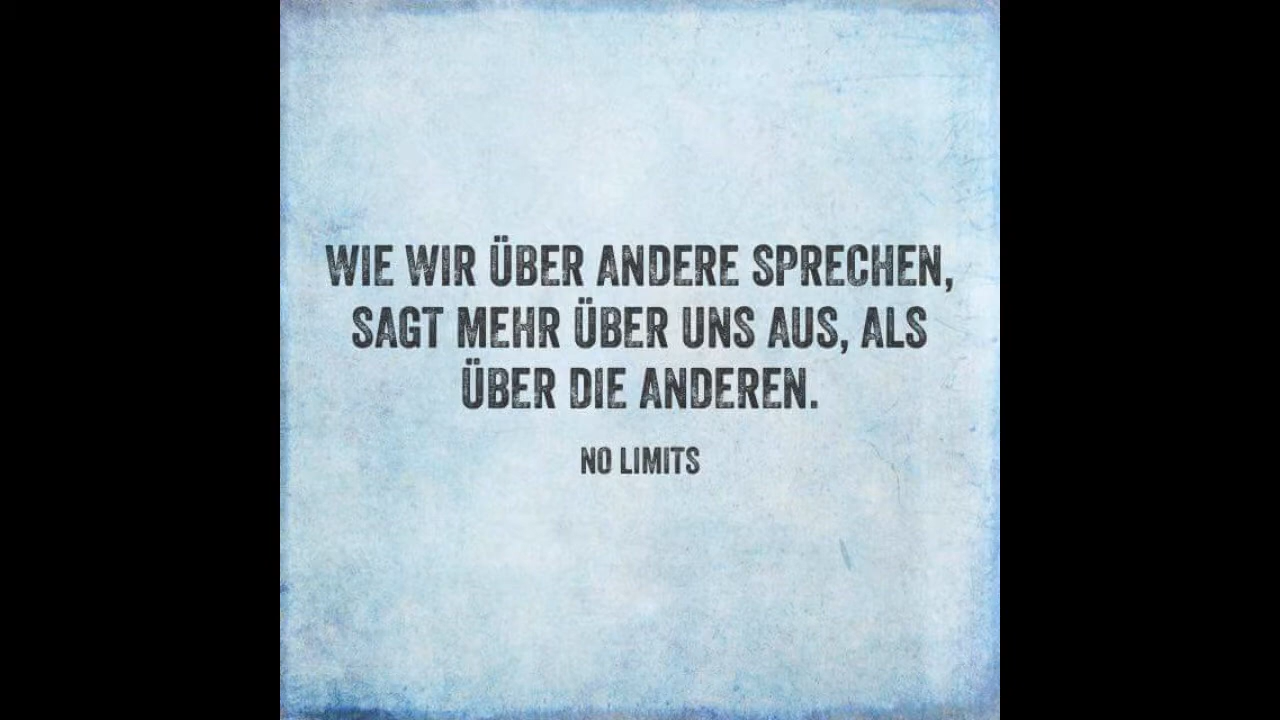 WIE WIR ÜBER ANDERE SPRECHEN,
SAGT MEHR ÜBER UNS AUS, ALS
ÜBER DIE ANDEREN.
NO LIMITS